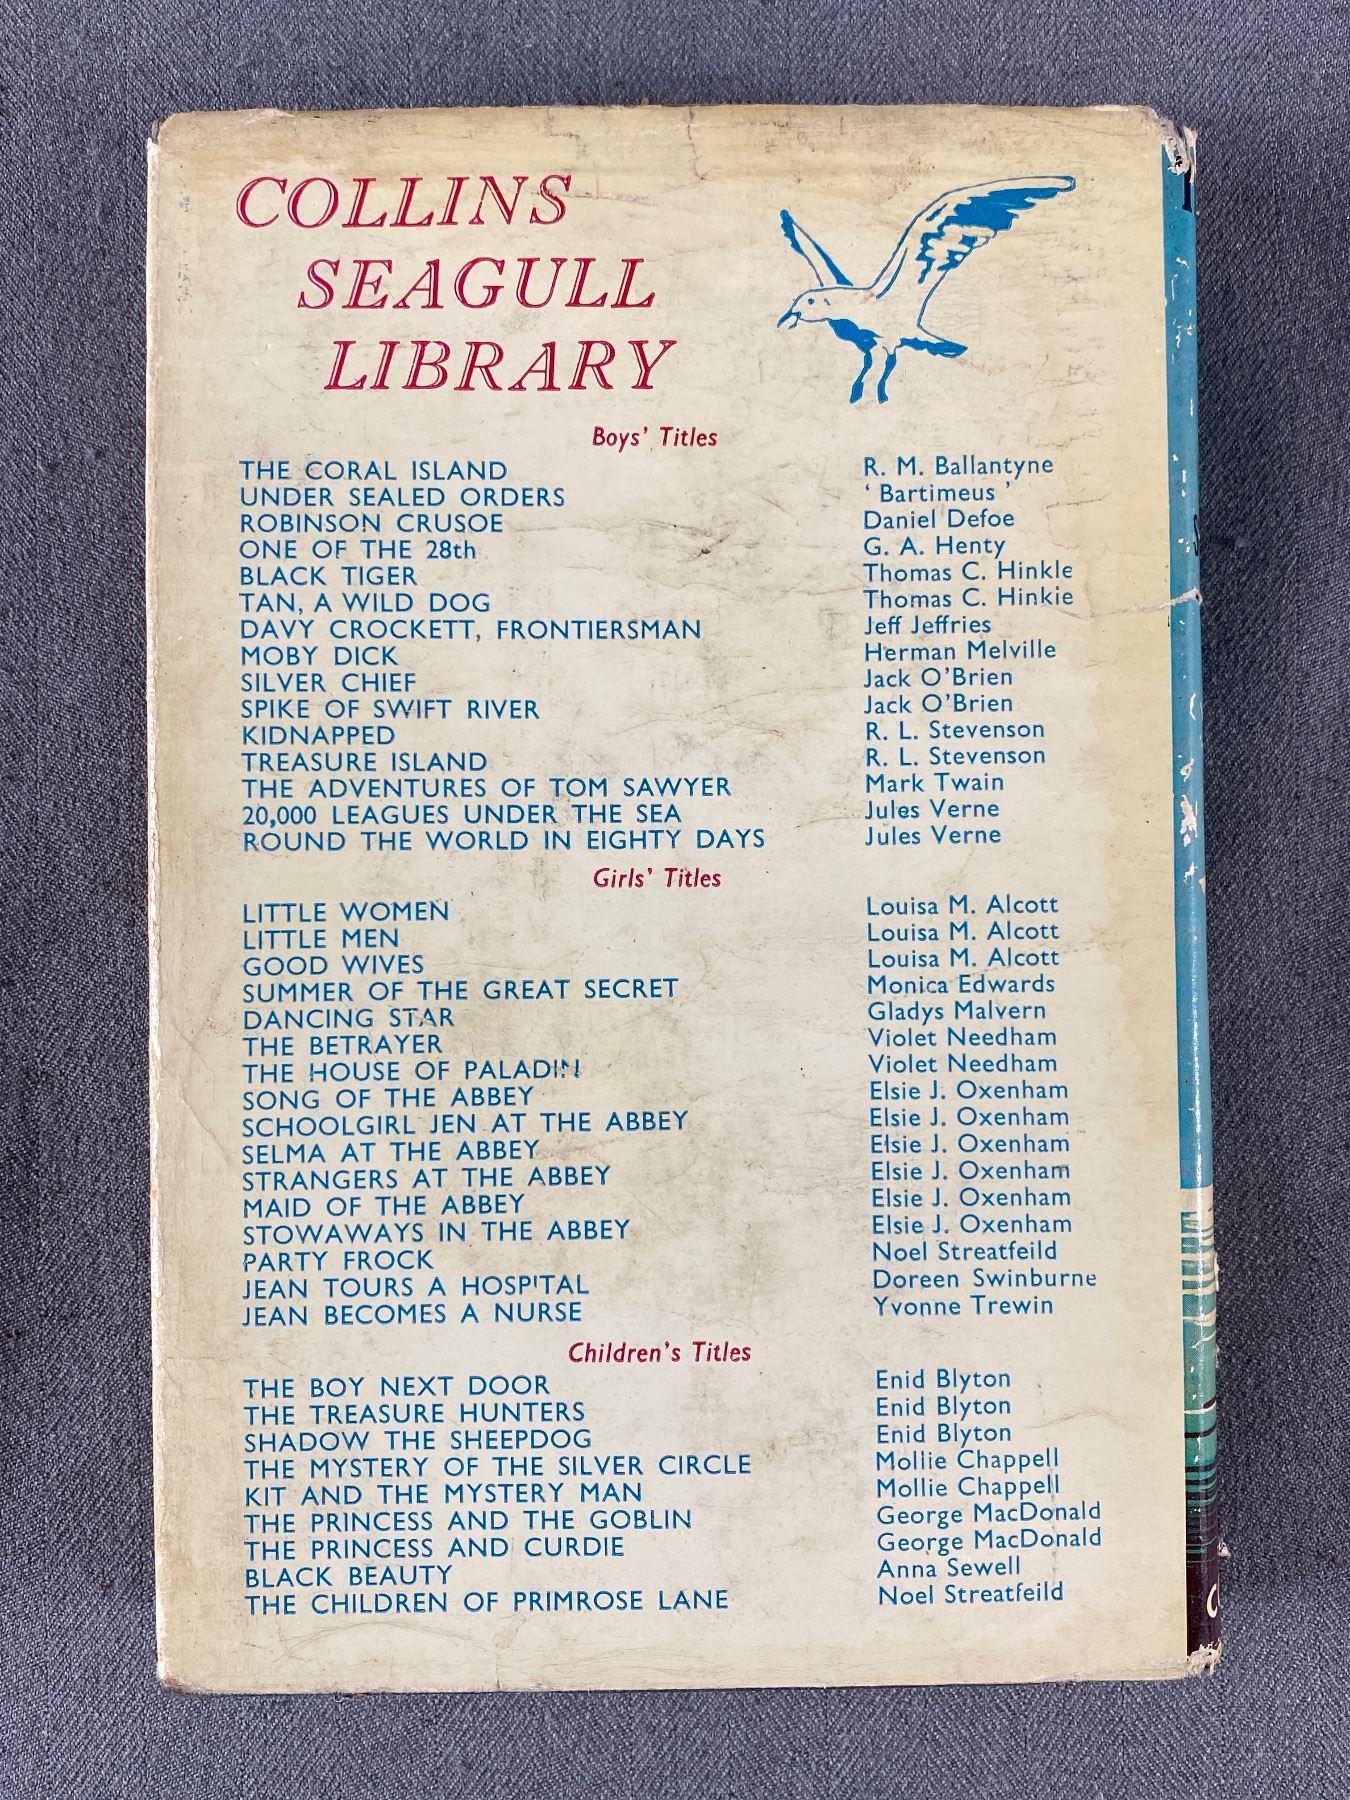 COLLINS
SEAGULL
LIBRARY
Boys' Titles
THE CORAL ISLAND R. M. Ballantyne
UNDER SEALED ORDERS ' Bartimeus '
ROBINSON CRUSOE Daniel Defoe
ONE OF THE 28th G. A. Henty
BLACK TIGER Thomas C. Hinkle
TAN, A WILD DOG Thomas C. Hinkie
DAVY CROCKETT, FRONTIERSMAN Jeff Jeffries
MOBY DICK Herman Melville
SILVER CHIEF Jack O'Brien
SPIKE OF SWIFT RIVER Jack O'Brien
KIDNAPPED R. L. Stevenson
TREASURE ISLAND R. L. Stevenson
THE ADVENTURES OF TOM SAWYER Mark Twain
20,000 LEAGUES UNDER THE SEA Jules Verne
ROUND THE WORLD IN EIGHTY DAYS Jules Verne
Girls' Titles
LITTLE WOMEN Louisa M. Alcott
LITTLE MEN Louisa M. Alcott
GOOD WIVES Louisa M. Alcott
SUMMER OF THE GREAT SECRET Monica Edwards
DANCING STAR Gladys Malvern
THE BETRAYER Violet Needham
THE HOUSE OF PALADIN Violet Needham
SONG OF THE ABBEY Elsie J. Oxenham
SCHOOLGIRL JEN AT THE ABBEY Elsie J. Oxenham
SELMA AT THE ABBEY Elsie J. Oxenham
STRANGERS AT THE ABBEY Elsie J. Oxenham
MAID OF THE ABBEY Elsie J. Oxenham
STOWAWAYS IN THE ABBEY Elsie J. Oxenham
PARTY FROCK Noel Streatfeild
JEAN TOURS A HOSPITAL Doreen Swinburne
JEAN BECOMES A NURSE Yvonne Trewin
Children's Titles
THE BOY NEXT DOOR Enid Blyton
THE TREASURE HUNTERS Enid Blyton
SHADOW THE SHEEPDOG Enid Blyton
THE MYSTERY OF THE SILVER CIRCLE Mollie Chappell
KIT AND THE MYSTERY MAN Mollie Chappell
THE PRINCESS AND THE GOBLIN George MacDonald
THE PRINCESS AND CURDIE George MacDonald
BLACK BEAUTY Anna Sewell
THE CHILDREN OF PRIMROSE LANE Noel Streatfeild